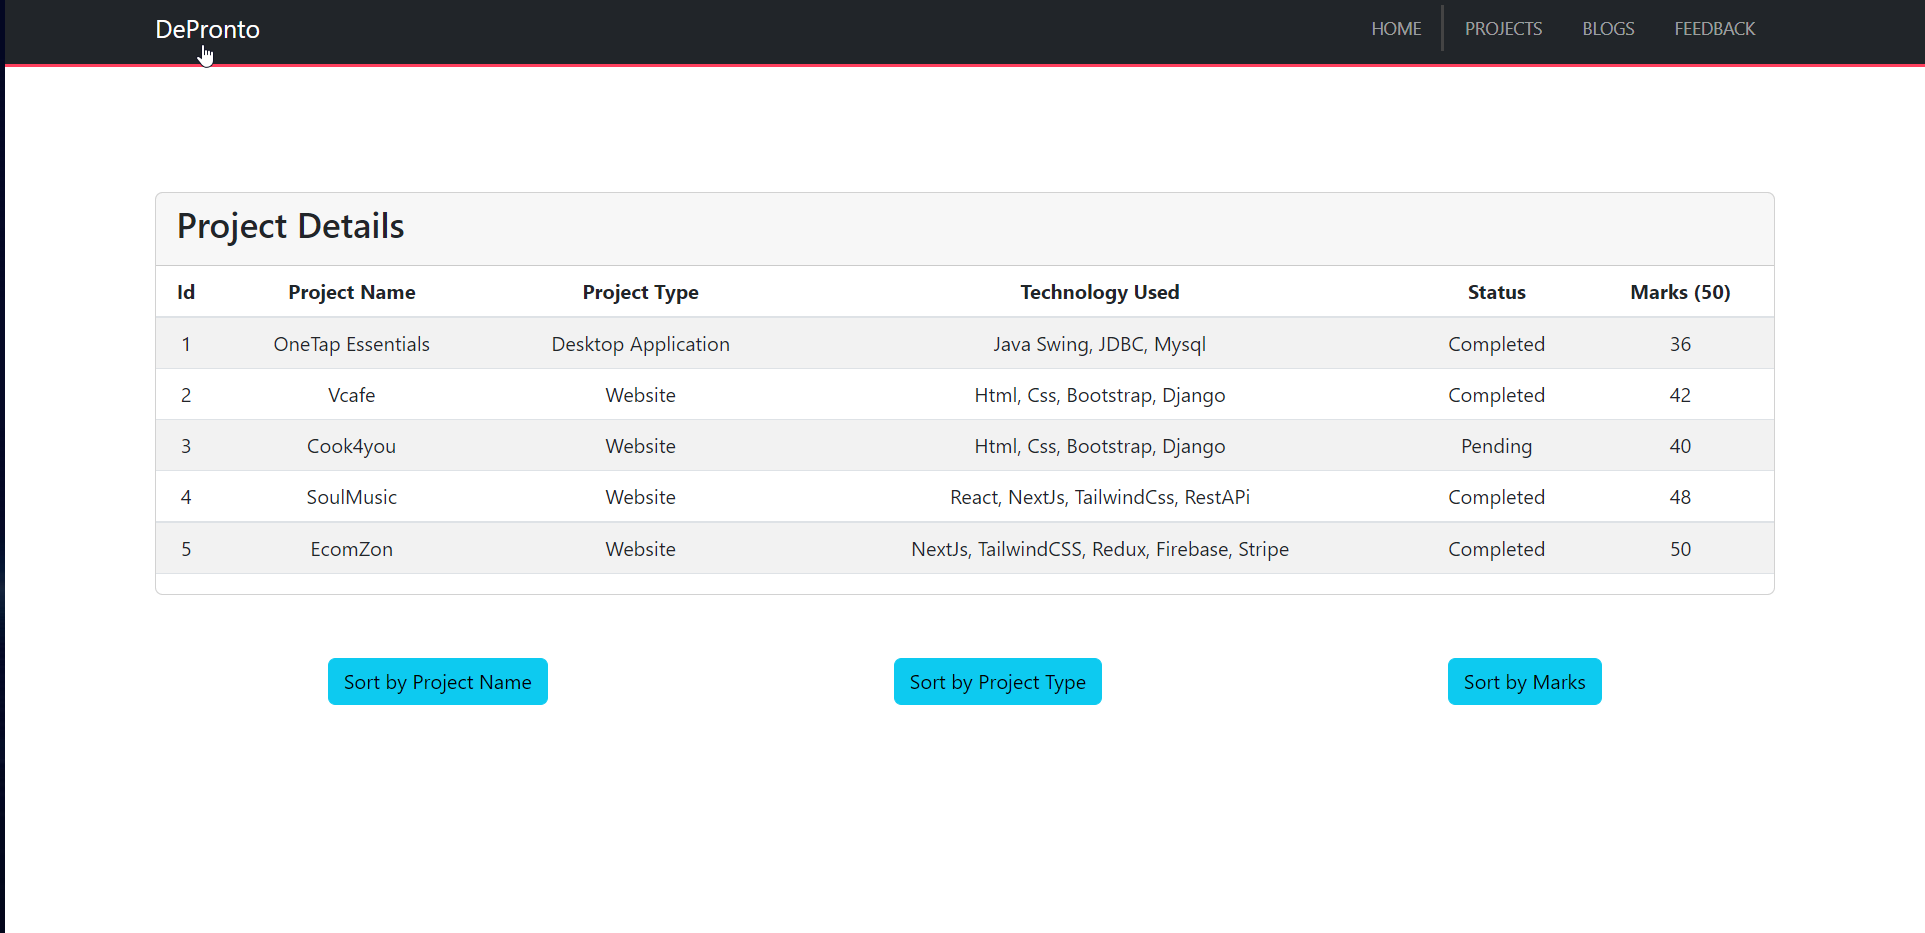 DePronto HOME PROJECTS BLOGS FEEDBACK
Project Details
Id Project Name Project Type Technology Used Status Marks (50)
1 OneTap Essentials Desktop Application Java Swing, JDBC, Mysql Completed 36
2 Vcafe Website Html, Css, Bootstrap, Django Completed 42
3 Cook4you Website Html, Css, Bootstrap, Django Pending 40
4 SoulMusic Website React, NextJs, TailwindCss, RestAPi Completed 48
5 EcomZon Website NextJs, TailwindCSS, Redux, Firebase, Stripe Completed 50
Sort by Project Name Sort by Project Type Sort by Marks